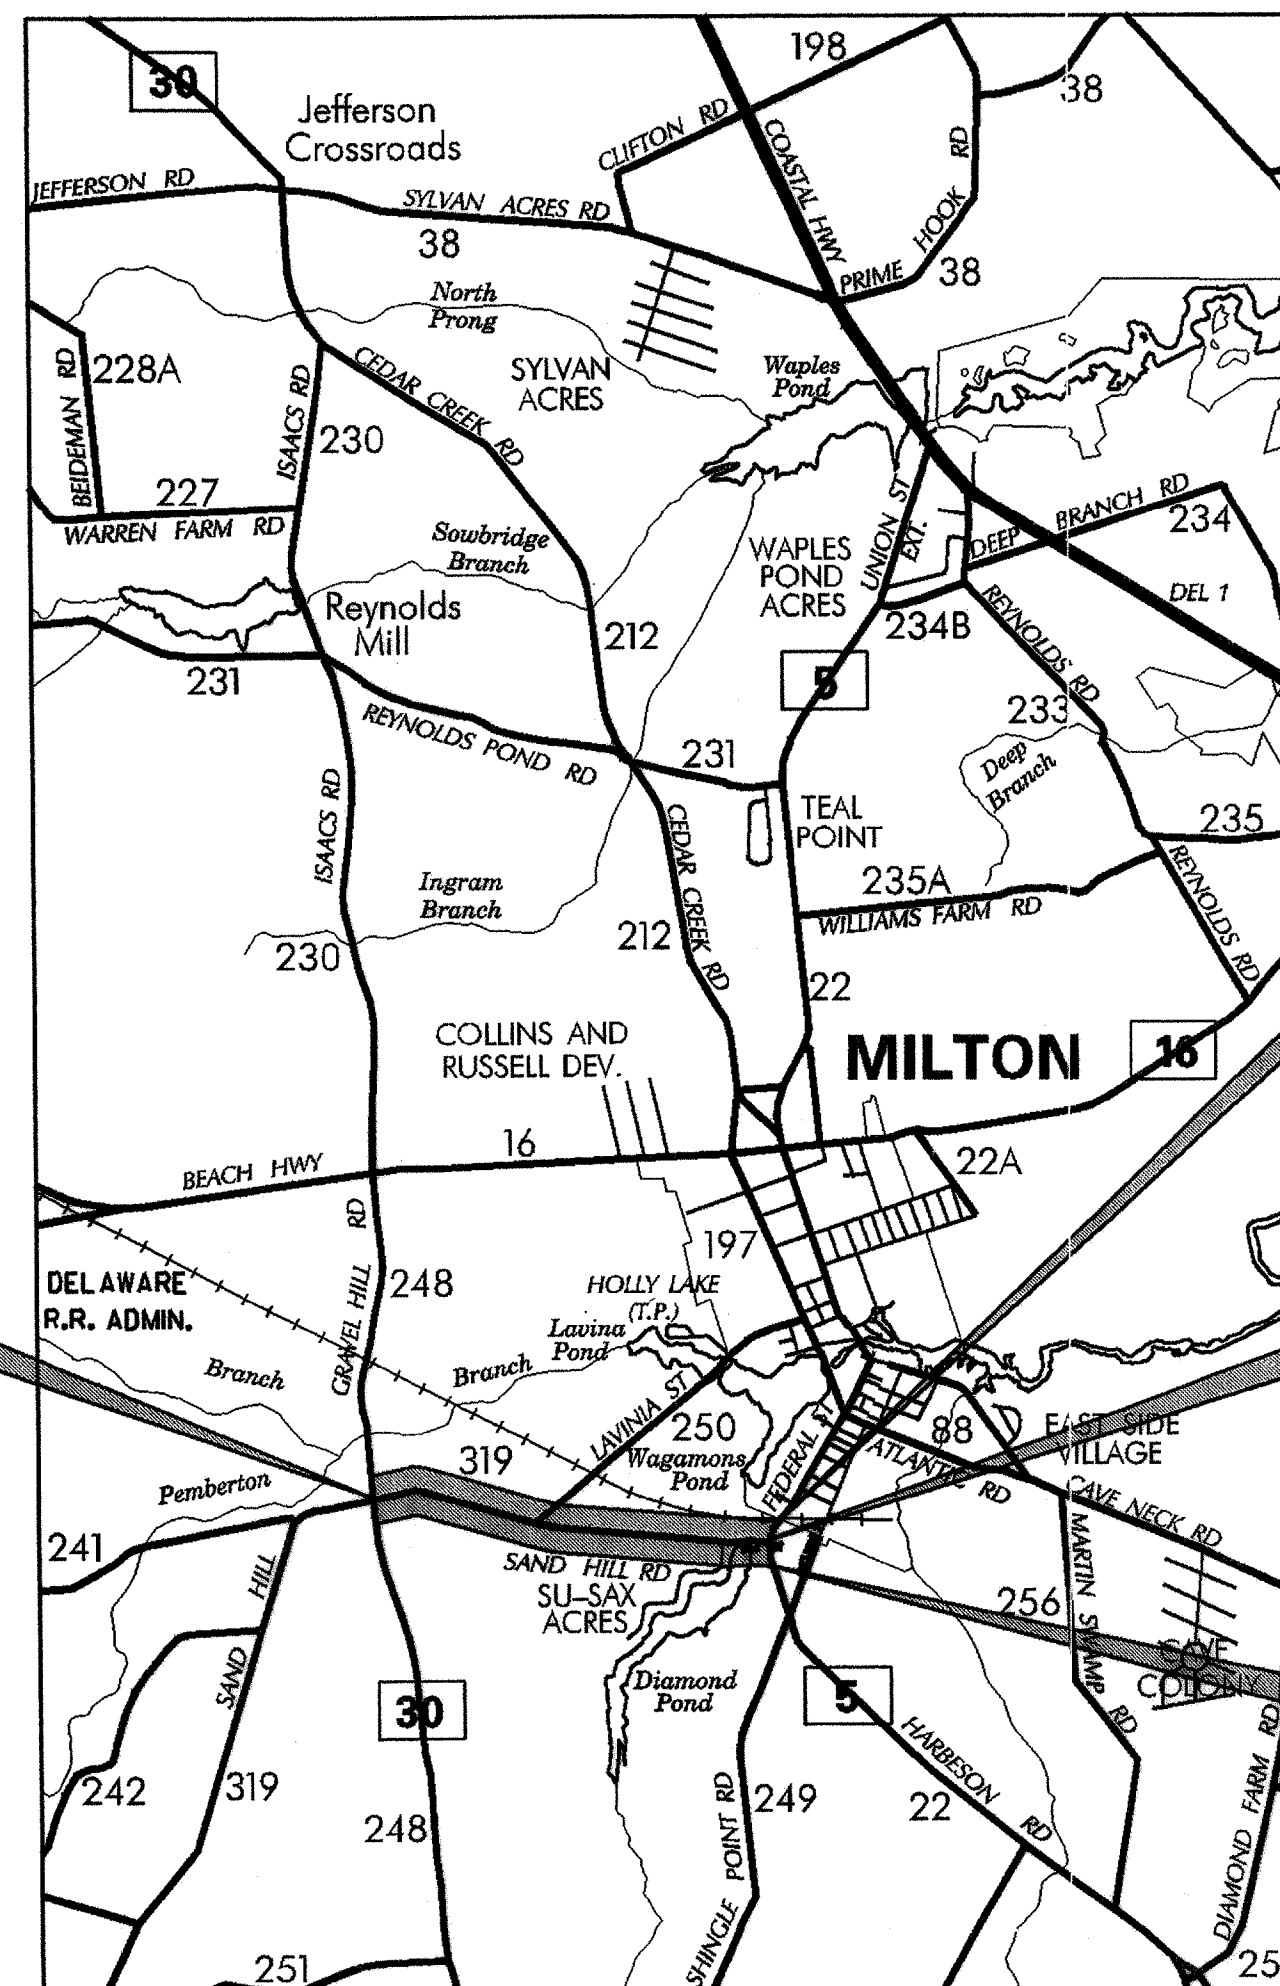 198
30
38
Jefferson
Crossroads
CLIFTON RD
COASTAL HWY
RD
JEFFERSON RD
SYLVAN ACRES RD
HOOK
38
PRIME
38
North
Prong
228A
BEIDEMAN RD
ISAACS RD
CEDAR CREEK RD
SYLVAN
ACRES
Waples
Pond
230
227
WARREN FARM RD
Sowbridge
Branch
UNION ST
EXT.
DEEP BRANCH RD
234
WAPLES
POND
ACRES
DEL 1
Reynolds
Mill
212
234B
REYNOLDS RD
231
5
233
REYNOLDS POND RD
231
Deep
Branch
ISAACS RD
CEDAR CREEK RD
TEAL
POINT
235
235A
WILLIAMS FARM RD
REYNOLDS RD
Ingram
Branch
212
230
22
COLLINS AND
RUSSELL DEV.
MILTON
16
16
BEACH HWY
22A
GRAVEL HILL RD
197
248
DELAWARE
R.R. ADMIN.
HOLLY LAKE
(T.P.)
Lavina
Pond
Branch
Branch
LAVINIA ST
250
FEDERAL ST
88
EAST SIDE
VILLAGE
ATLANTIC RD
319
Wagamons
Pond
Pemberton
CAVE NECK RD
241
SAND HILL RD
SU-SAX
ACRES
MARTIN SWAMP RD
256
SAND HILL
CAVE
COLONY
Diamond
Pond
30
5
HARBESON RD
DIAMOND FARM RD
242
319
248
SHINGLE POINT RD
249
22
251
25